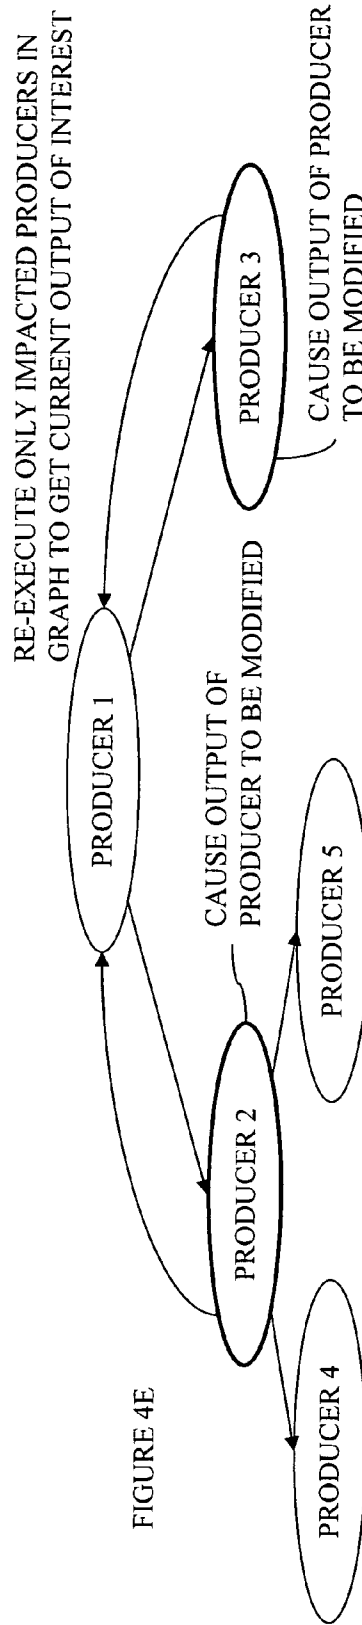 RE-EXECUTE ONLY IMPACTED PRODUCERS IN
GRAPH TO GET CURRENT OUTPUT OF INTEREST
PRODUCER 1
FIGURE 4E
PRODUCER 2
CAUSE OUTPUT OF
PRODUCER TO BE MODIFIED
PRODUCER 3
CAUSE OUTPUT OF PRODUCER
TO BE MODIFIED
PRODUCER 4
PRODUCER 5